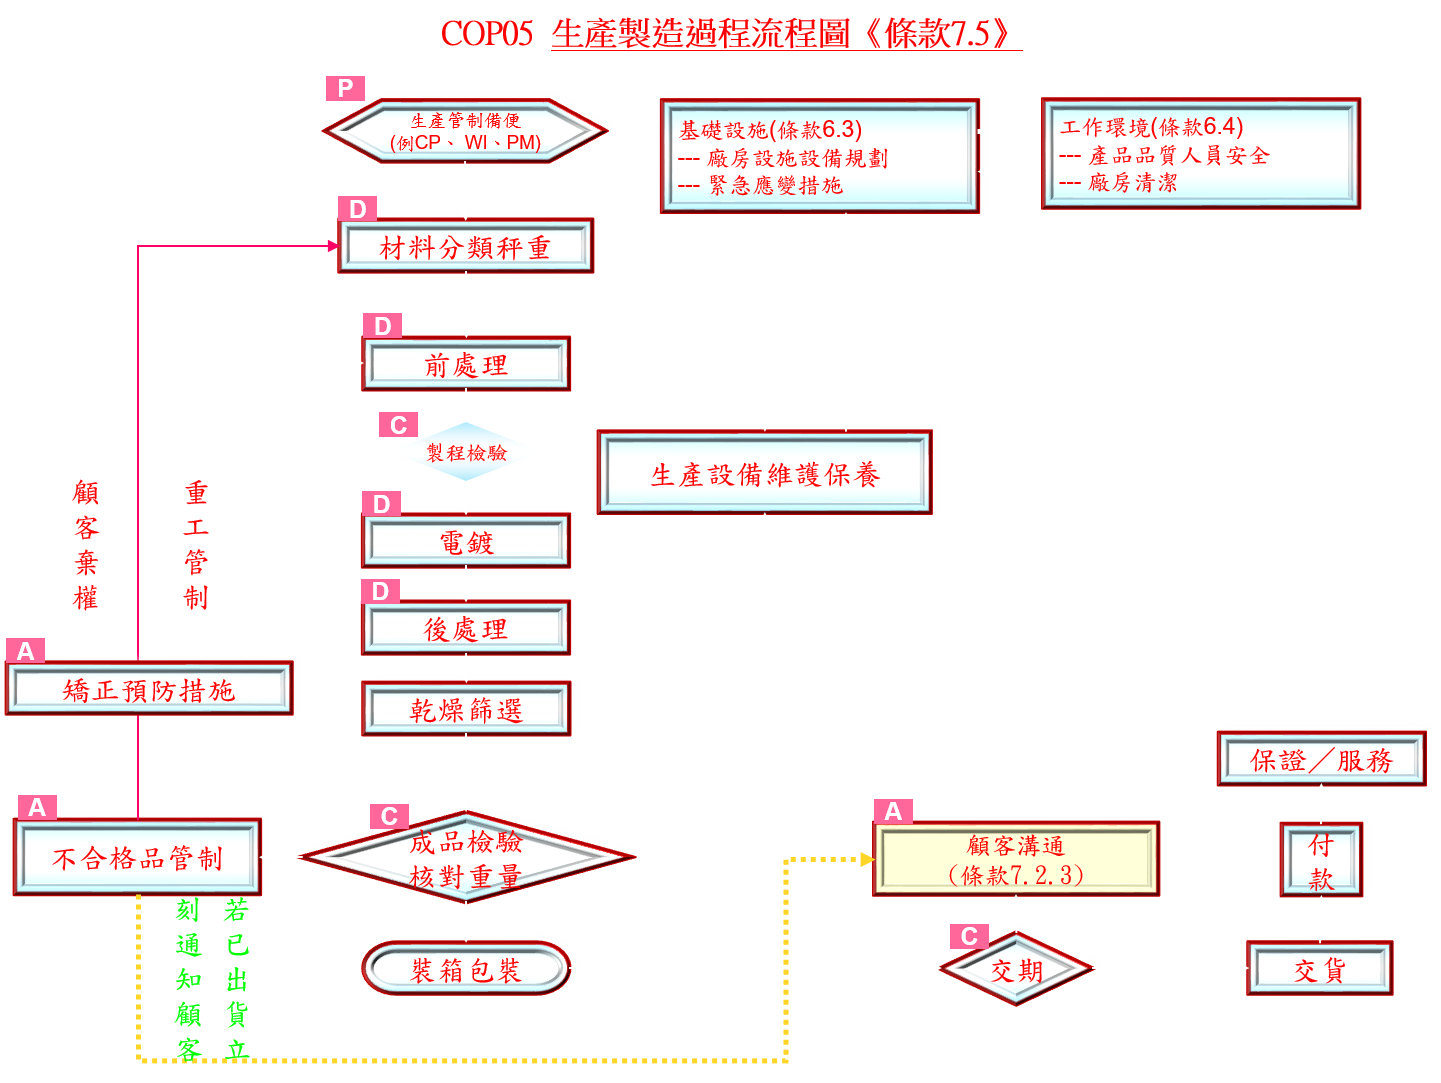 COP05 生產製造過程流程圖《條款7.5》
P
生產管制備便
(例CP、WI、PM)
基礎設施(條款6.3)
--- 廠房設施設備規劃
--- 緊急應變措施
工作環境(條款6.4)
--- 產品品質人員安全
--- 廠房清潔
D
材料分類秤重
D
前處理
C
製程檢驗
生產設備維護保養
D
電鍍
D
後處理
乾燥篩選
顧客棄權
重工管制
A
矯正預防措施
A
不合格品管制
C
成品檢驗
核對重量
A
顧客溝通
(條款7.2.3)
保證／服務
付
款
若已出貨立
刻通知顧客
裝箱包裝
C
交期
交貨